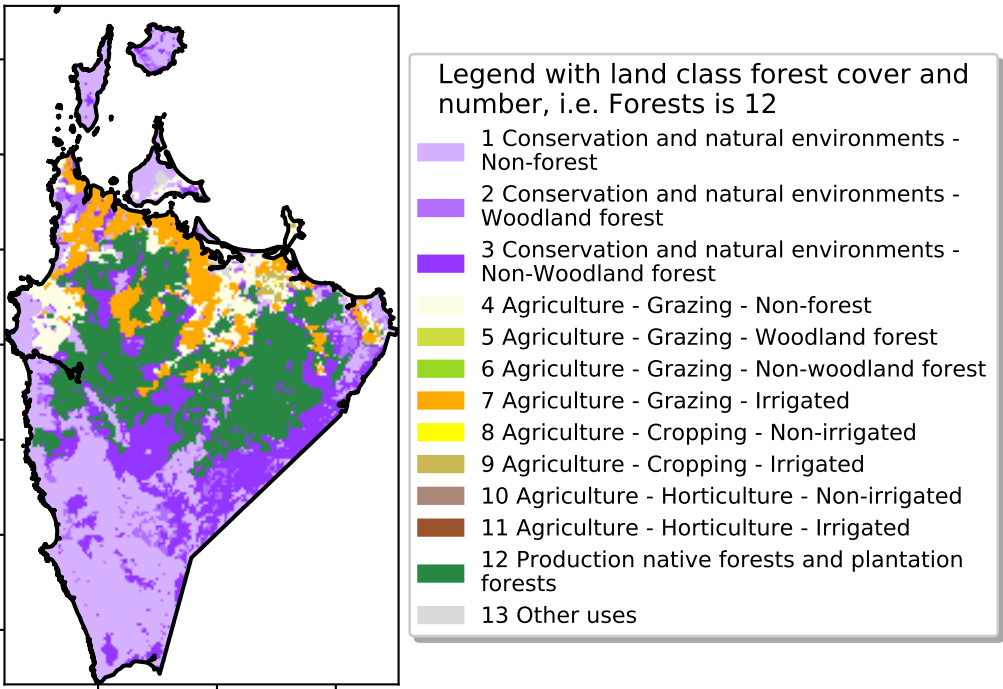 Legend with land class forest cover and
number, i.e. Forests is 12
1 Conservation and natural environments -
Non-forest
2 Conservation and natural environments -
Woodland forest
3 Conservation and natural environments -
Non-Woodland forest
4 Agriculture - Grazing - Non-forest
5 Agriculture - Grazing - Woodland forest
6 Agriculture - Grazing - Non-woodland forest
7 Agriculture - Grazing - Irrigated
8 Agriculture - Cropping - Non-irrigated
9 Agriculture - Cropping - Irrigated
10 Agriculture - Horticulture - Non-irrigated
11 Agriculture - Horticulture - Irrigated
12 Production native forests and plantation
forests
13 Other uses